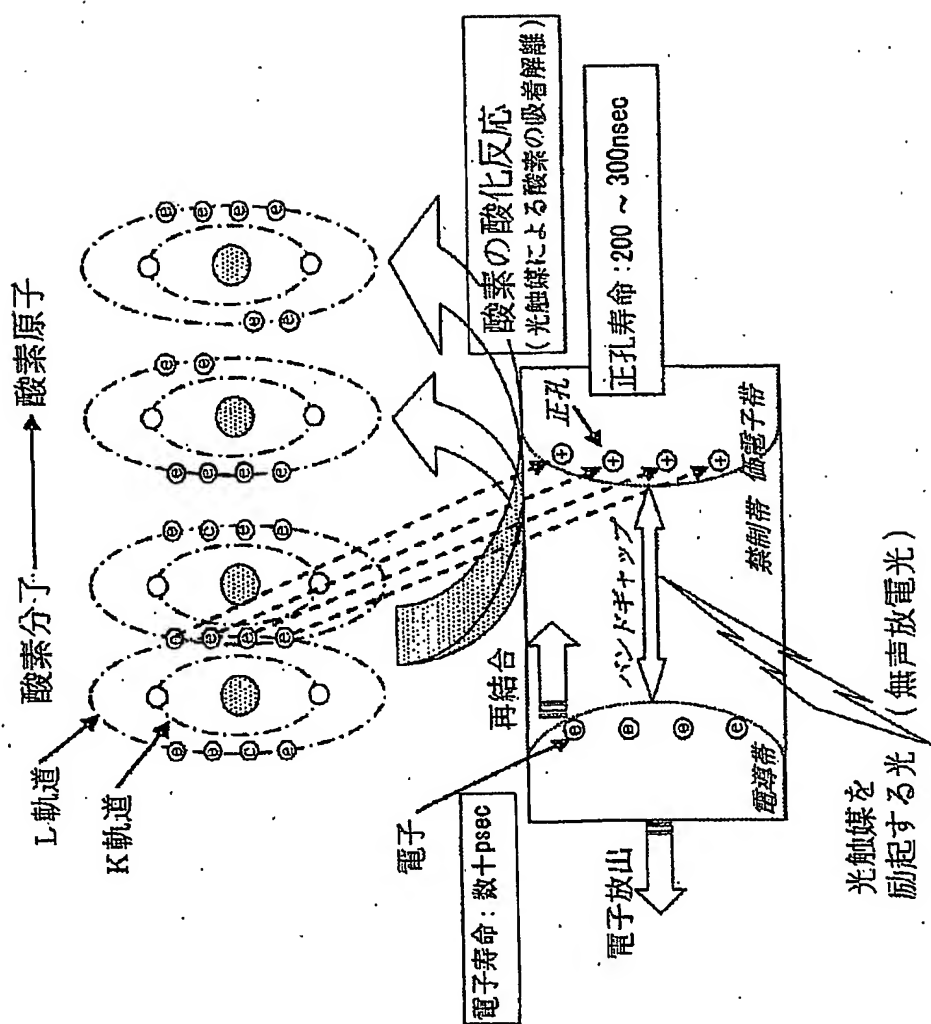 酸素分子 → 酸素原子
L軌道
K軌道
酸素の酸化反応
(光触媒による酸素の吸着解離)
電子寿命：数十psec
電子
再結合
正孔
正孔寿命：200 ~ 300nsec
バンドギャップ
電子放出
電導帯
禁制帯
価電子帯
光触媒を
励起する光(無声放電光)